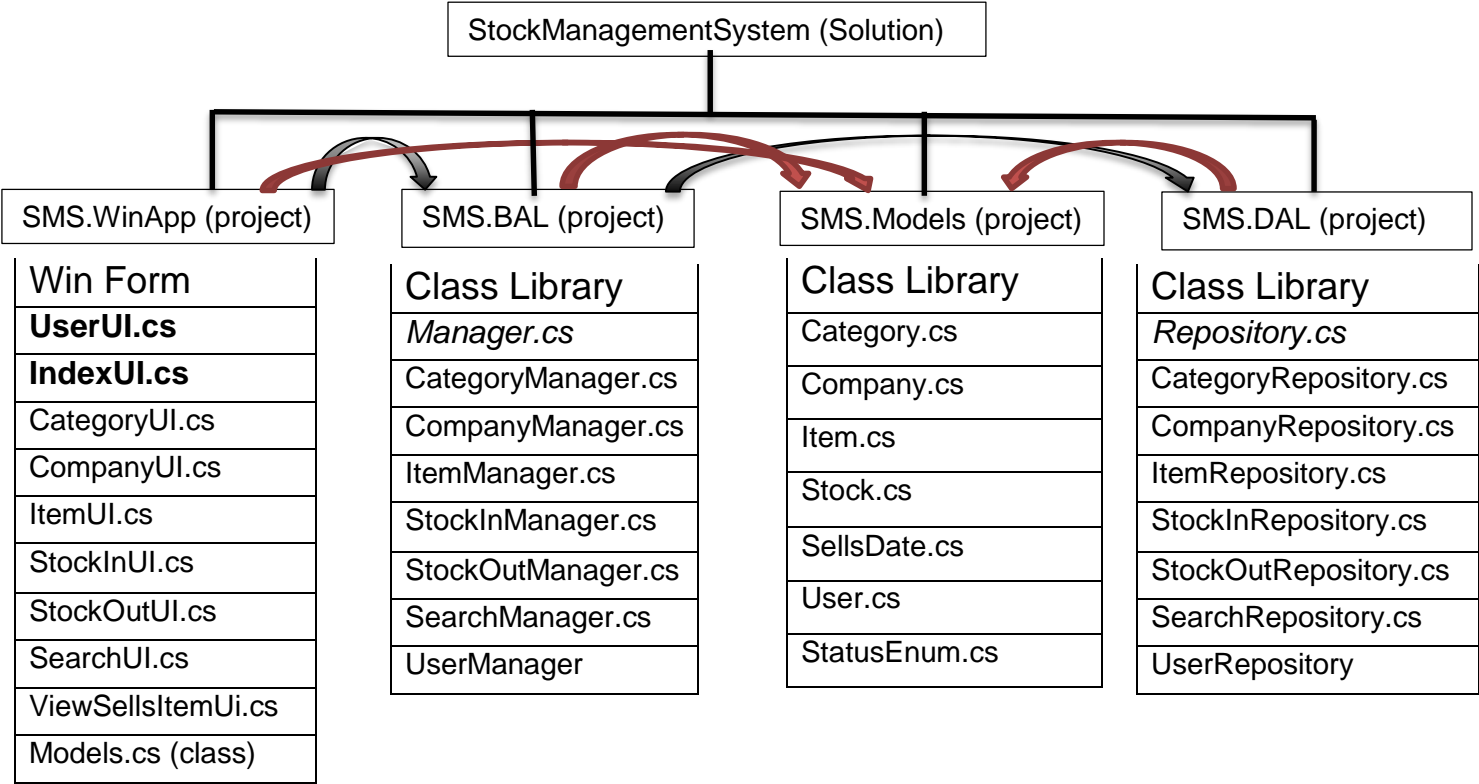 StockManagementSystem (Solution)
SMS.WinApp (project)
SMS.BAL (project)
SMS.Models (project)
SMS.DAL (project)
Win Form
UserUI.cs
IndexUI.cs
CategoryUI.cs
CompanyUI.cs
ItemUI.cs
StockInUI.cs
StockOutUI.cs
SearchUI.cs
ViewSellsItemUi.cs
Models.cs (class)
Class Library
Manager.cs
CategoryManager.cs
CompanyManager.cs
ItemManager.cs
StockInManager.cs
StockOutManager.cs
SearchManager.cs
UserManager
Class Library
Category.cs
Company.cs
Item.cs
Stock.cs
SellsDate.cs
User.cs
StatusEnum.cs
Class Library
Repository.cs
CategoryRepository.cs
CompanyRepository.cs
ItemRepository.cs
StockInRepository.cs
StockOutRepository.cs
SearchRepository.cs
UserRepository